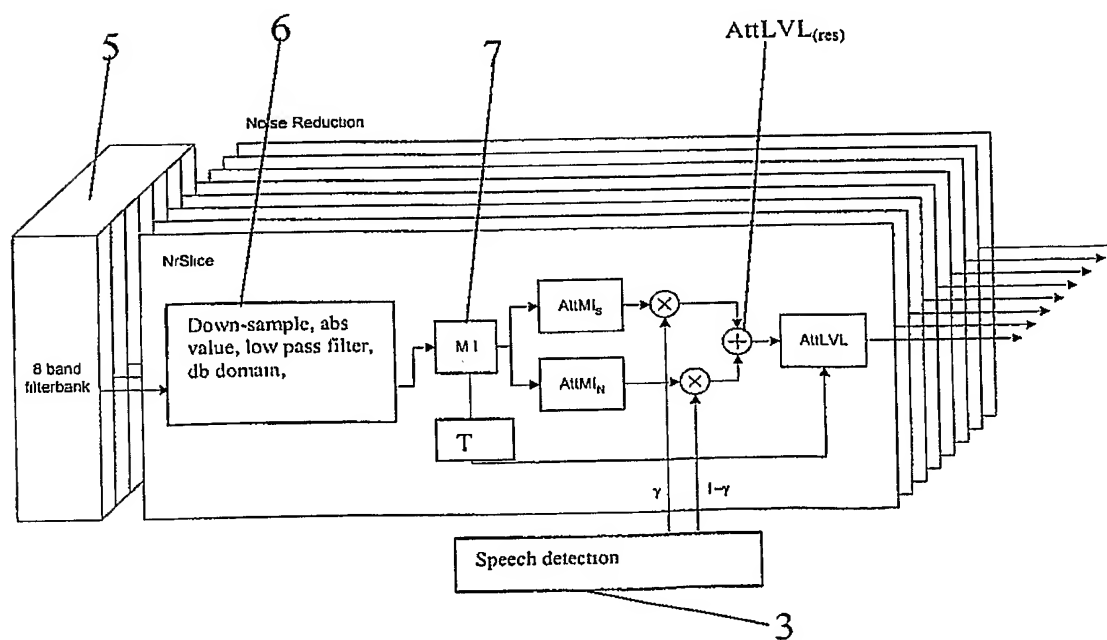 5
6
7
AttLVL(res)
Noise Reduction
NrSlice
8 band
filterbank
Down-sample, abs
value, low pass filter,
db domain,
M I
T
AttMIS
AttMIN
×
×
+
AttLVL
γ
1-γ
Speech detection
3